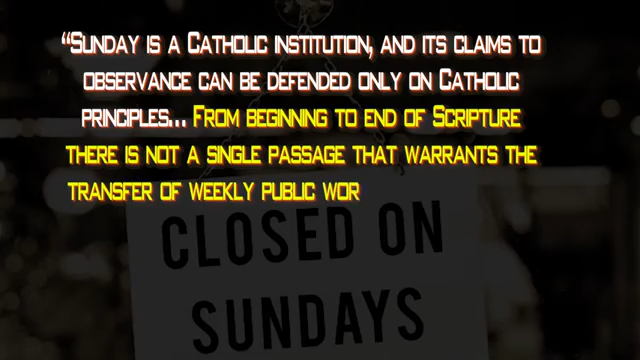 “Sunday is a Catholic institution, and its claims to
observance can be defended only on Catholic
principles... From beginning to end of Scripture
there is not a single passage that warrants the
transfer of weekly public wor
CLOSED ON
SUNDAYS